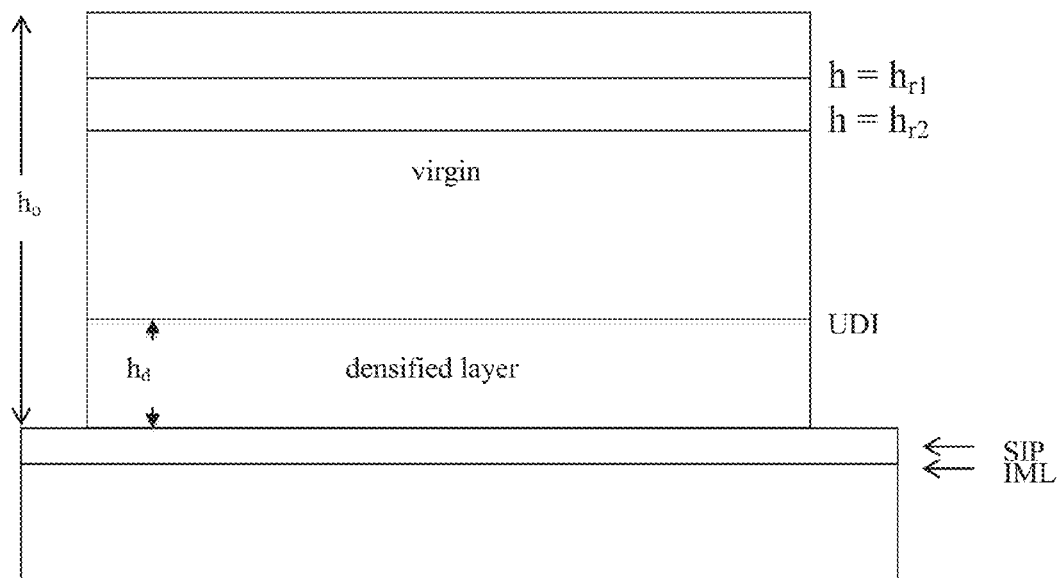 h = hr1
h = hr2
virgin
ho
UDI
hd
densified layer
SIP
IML